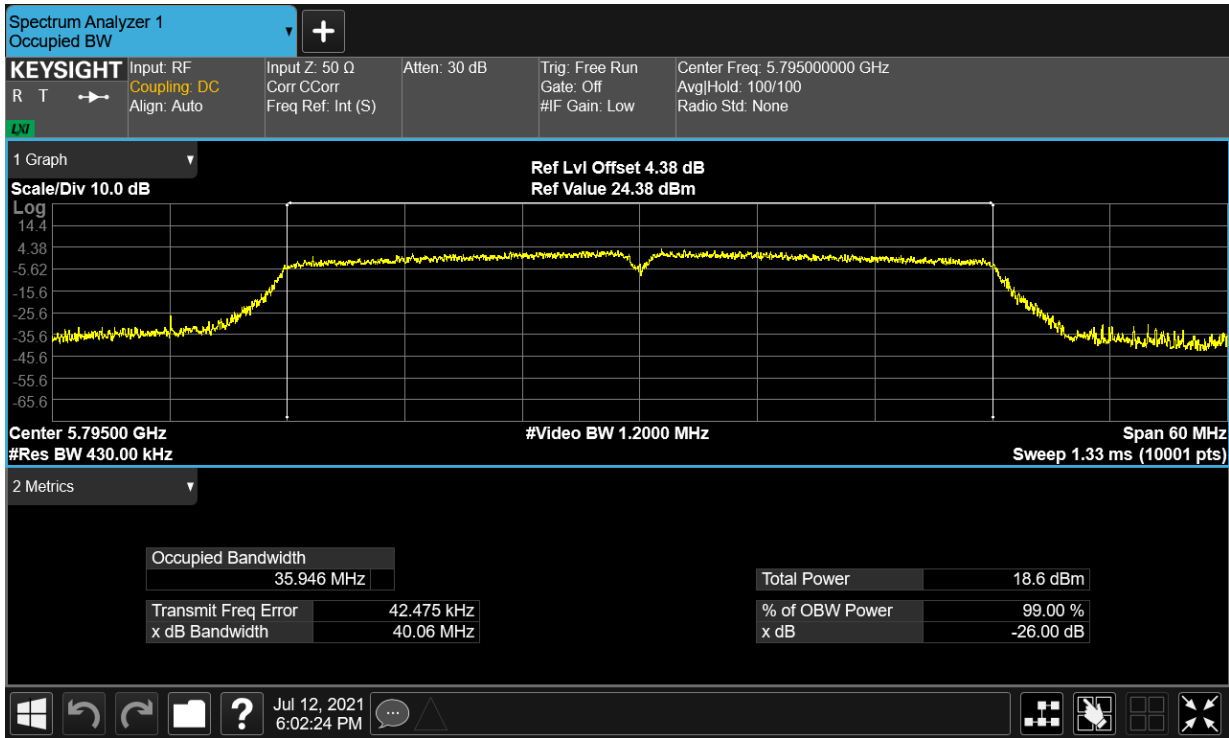 Spectrum Analyzer 1
Occupied BW
KEYSIGHT
R T
LXI
Input: RF
Coupling: DC
Align: Auto
Input Z: 50 Ω
Corr CCorr
Freq Ref: Int (S)
Atten: 30 dB
Trig: Free Run
Gate: Off
#IF Gain: Low
Center Freq: 5.795000000 GHz
Avg|Hold: 100/100
Radio Std: None
1 Graph
Scale/Div 10.0 dB
Ref Lvl Offset 4.38 dB
Ref Value 24.38 dBm
Log
14.4
4.38
-5.62
-15.6
-25.6
-35.6
-45.6
-55.6
-65.6
Center 5.79500 GHz
#Video BW 1.2000 MHz
Span 60 MHz
#Res BW 430.00 kHz
Sweep 1.33 ms (10001 pts)
2 Metrics
Occupied Bandwidth
35.946 MHz
Transmit Freq Error 42.475 kHz
x dB Bandwidth 40.06 MHz
Total Power 18.6 dBm
% of OBW Power 99.00 %
x dB -26.00 dB
?
Jul 12, 2021
6:02:24 PM